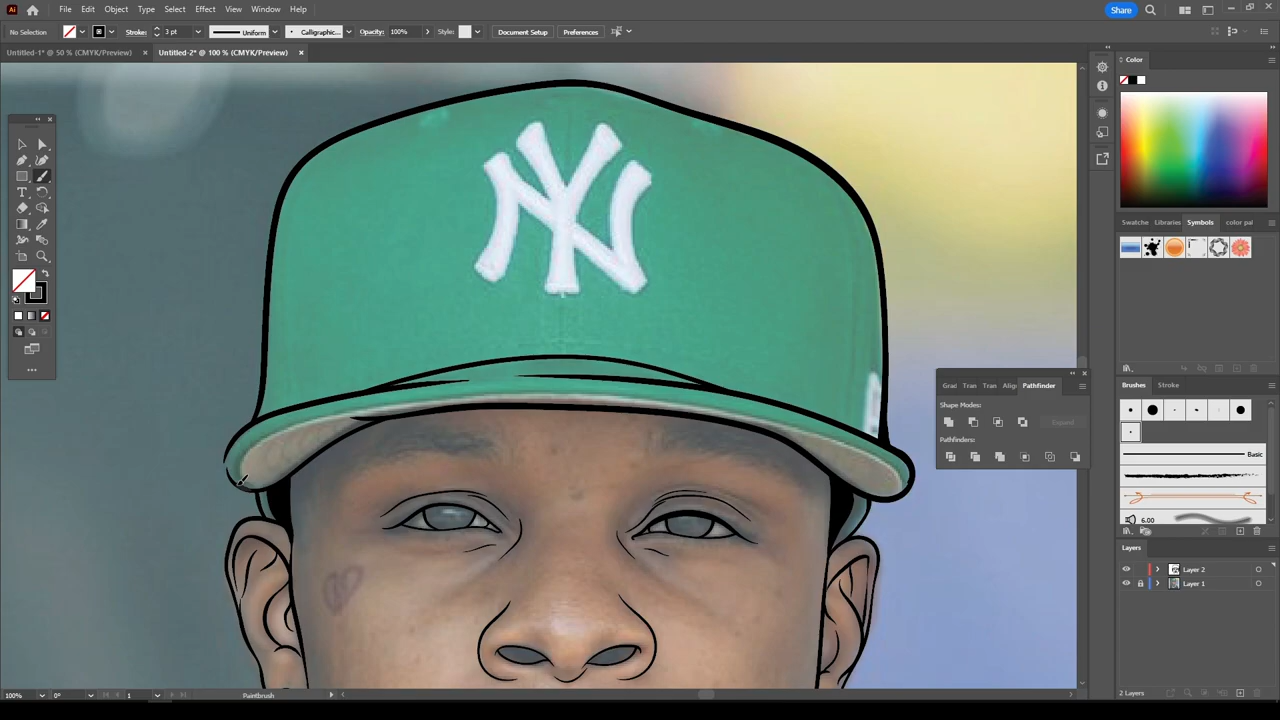 Ai File Edit Object Type Select Effect View Window Help Share
No Selection Stroke: 3 pt Uniform Calligraphic... Opacity: 100% Style: Document Setup Preferences
Untitled-1* @ 50 % (CMYK/Preview) × Untitled-2* @ 100 % (CMYK/Preview) ×
Color
NY
Swatche Libraries Symbols color pal
Grad Tran Tran Align Pathfinder
Shape Modes:
Expand
Pathfinders:
Brushes Stroke
Basic
6.00
Layers
Layer 2
Layer 1
100% 0° 1 Paintbrush
2 Layers